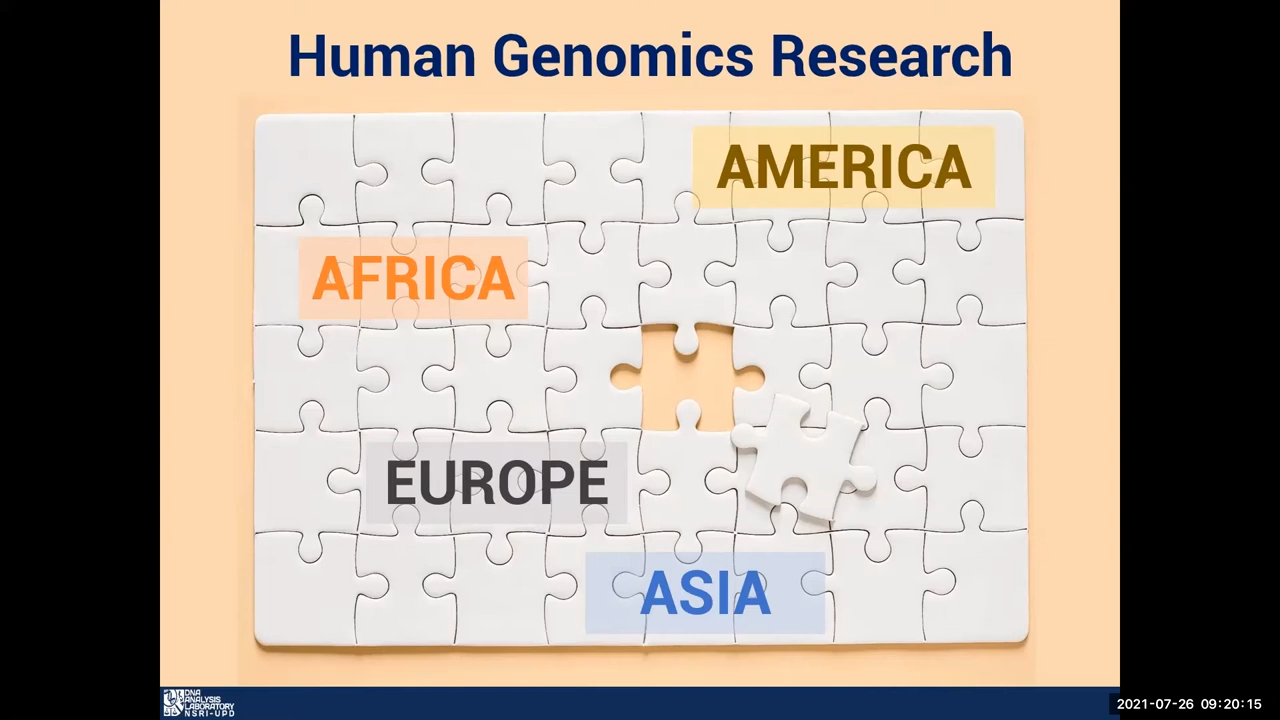 Human Genomics Research
AMERICA
AFRICA
EUROPE
ASIA
DNA
ANALYSIS
LABORATORY
NSRI-UPD
2021-07-26 09:20:15